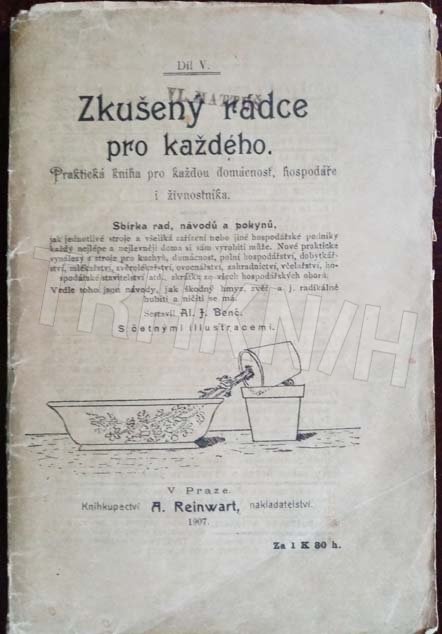 Díl V.
Zkušený rádce
pro každého.
Praktická kniha pro každou domácnost, hospodáře
i živnostníka.
Sbírka rad, návodů a pokynů,
jak jednotlivé stroje a všeliká zařízení nebo jiné hospodářské podniky
každý nejlépe a nejlevněji doma si sám vyrobiti může. Nové praktické
vynálezy a stroje pro kuchyň, domácnost, polní hospodářství, dobytkář-
ství, mlékařství, zvěrolékařství, ovocnářství, zahradnictví, včelařství, ho-
spodářské stavitelství atd., zkrátka ze všech hospodářských oborů.
Vedle toho jsou návody, jak škodný hmyz, zvěř a j. radikálně
hubiti a ničiti se má.
Sestavil Al. J. Benč.
S četnými illustracemi.
TRHKNIH
V Praze.
Knihkupectví A. Reinwart, nakladatelství.
1907.
Za 1 K 80 h.